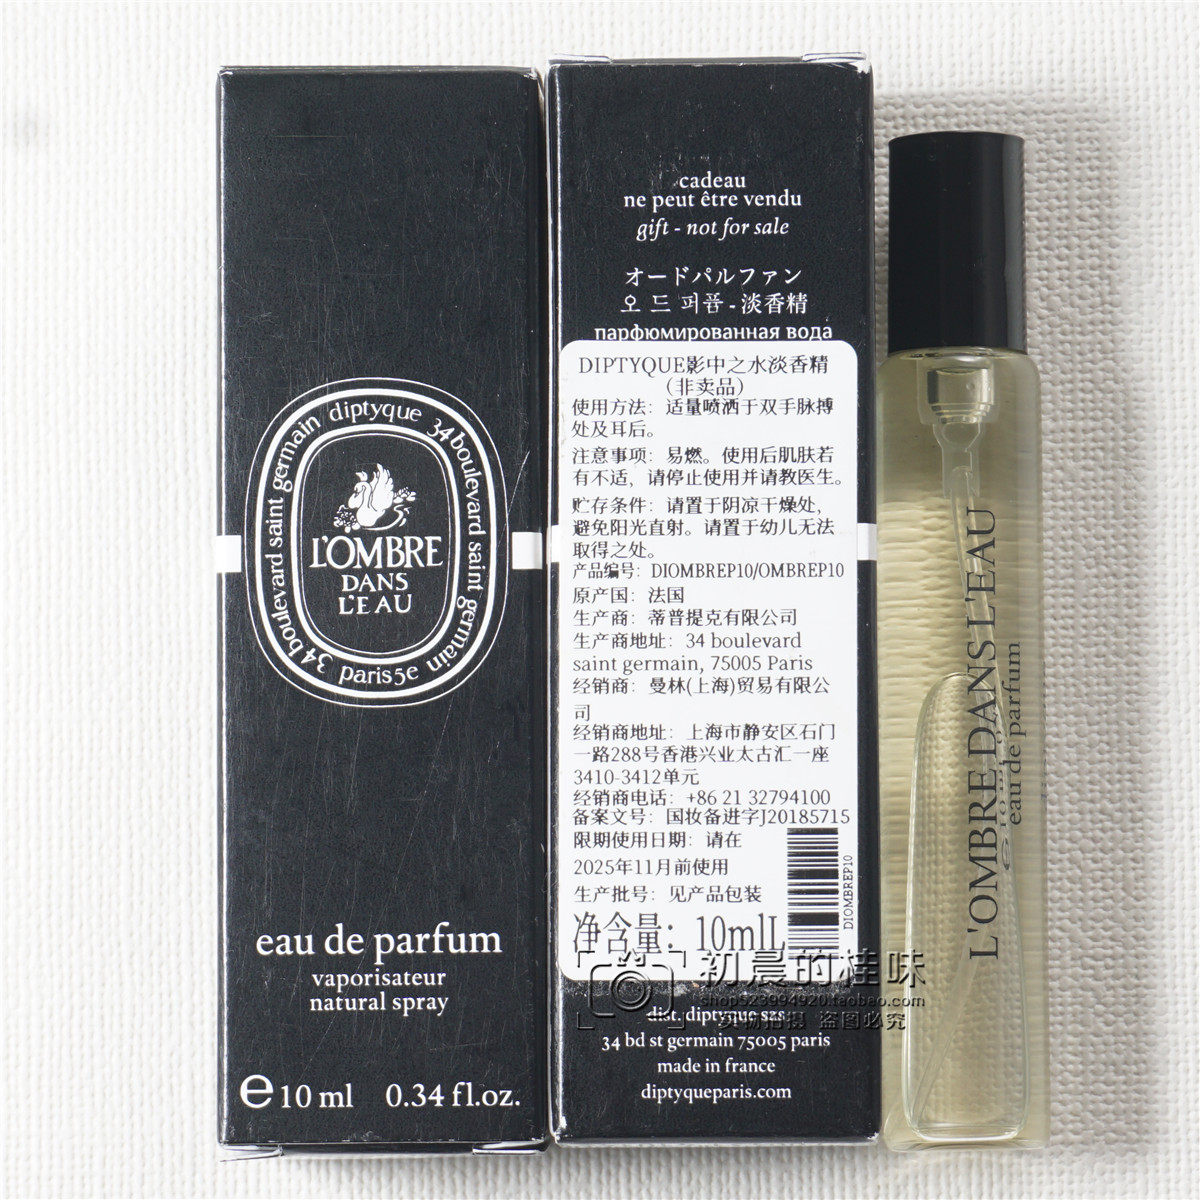 diptyque 34 boulevard saint germain paris 5e 34 boulevard saint germain
L'OMBRE
DANS
L'EAU
eau de parfum
vaporisateur
natural spray
e 10 ml 0.34 fl.oz.
cadeau
ne peut être vendu
gift - not for sale
オードパルファン
오 드 퍼퓸 - 淡香精
парфюмированная вода
DIPTYQUE影中之水淡香精
(非卖品)
使用方法：适量喷洒于双手脉搏
处及耳后。
注意事项：易燃。使用后肌肤若
有不适，请停止使用并请教医生。
贮存条件：请置于阴凉干燥处，
避免阳光直射。请置于幼儿无法
取得之处。
产品编号：DIOMBREP10/OMBREP10
原产国：法国
生产商：蒂普提克有限公司
生产商地址：34 boulevard
saint germain, 75005 Paris
经销商：曼林(上海)贸易有限公
司
经销商地址：上海市静安区石门
一路288号香港兴业太古汇一座
3410-3412单元
经销商电话：+86 21 32794100
备案文号：国妆备进字J20185715
限期使用日期：请在
2025年11月前使用
生产批号：见产品包装
净含量：10mlL
DIOMBREP10
初晨的桂味
shop523994920.taobao.com
实物拍摄 盗图必究
dist. diptyque sas
34 bd st germain 75005 paris
made in france
diptyqueparis.com
L'OMBRE DANS L'EAU
eau de parfum